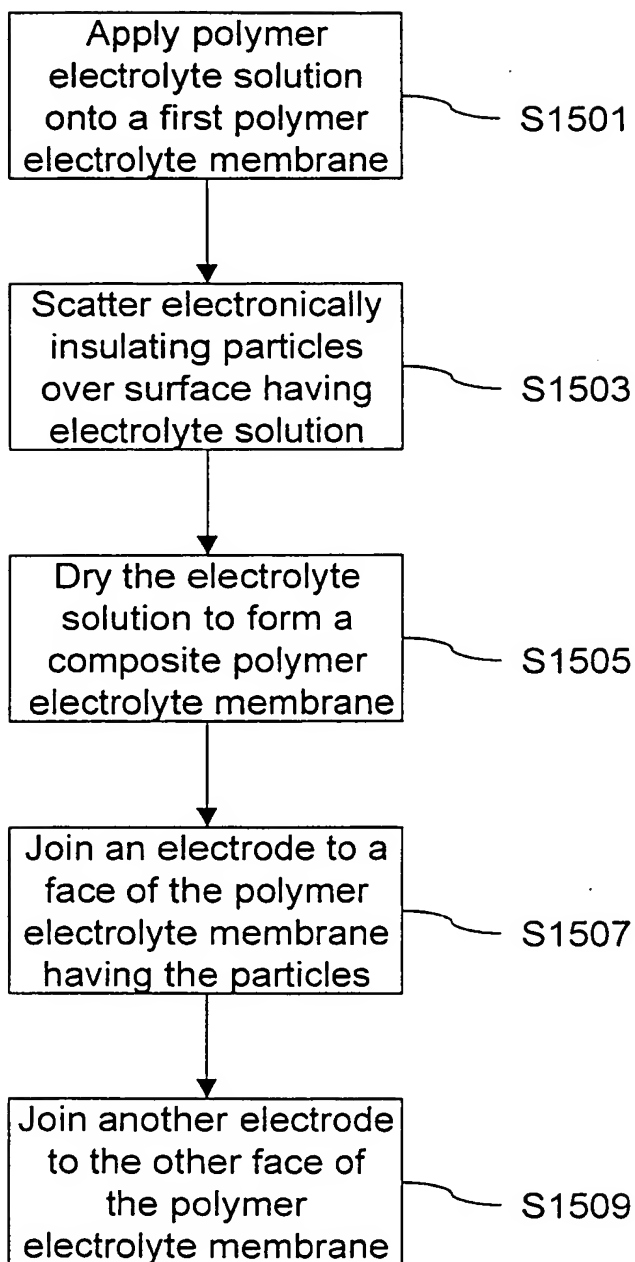 Apply polymer
electrolyte solution
onto a first polymer
electrolyte membrane
S1501
Scatter electronically
insulating particles
over surface having
electrolyte solution
S1503
Dry the electrolyte
solution to form a
composite polymer
electrolyte membrane
S1505
Join an electrode to a
face of the polymer
electrolyte membrane
having the particles
S1507
Join another electrode
to the other face of
the polymer
electrolyte membrane
S1509